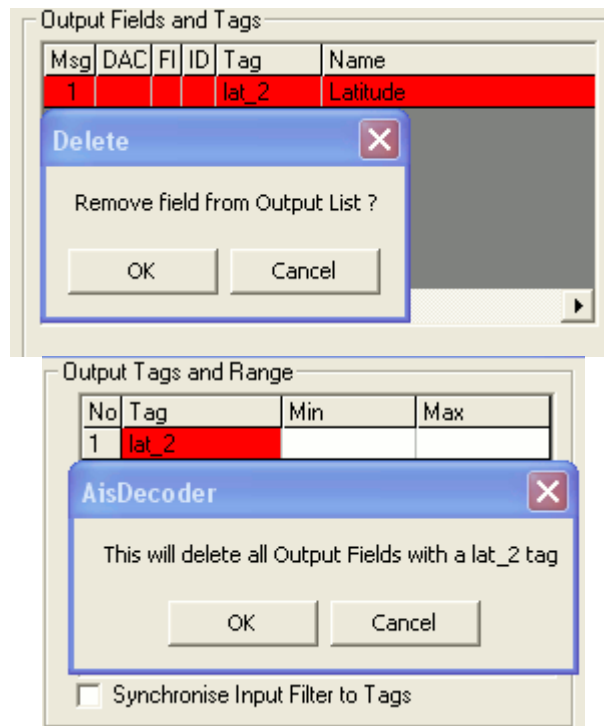 Output Fields and Tags
Msg DAC FI ID Tag Name
1 lat_2 Latitude
Delete
Remove field from Output List ?
OK Cancel
Output Tags and Range
No Tag Min Max
1 lat_2
AisDecoder
This will delete all Output Fields with a lat_2 tag
OK Cancel
Synchronise Input Filter to Tags